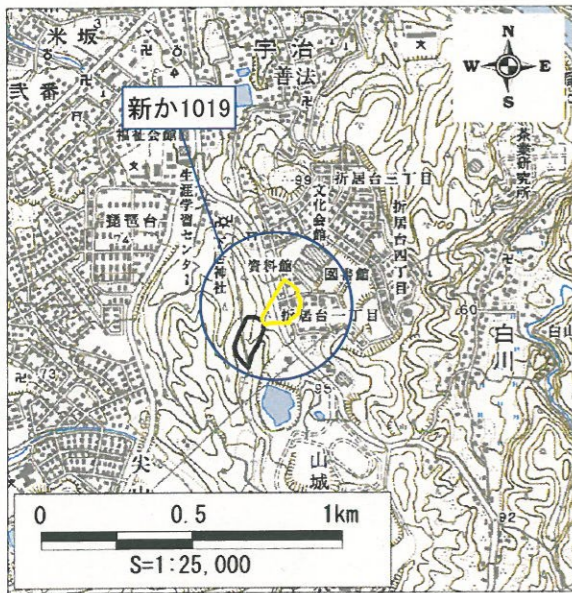 米坂
弐番
宇治
善法
N
W E
S
新か1019
福祉会館
生涯学習センター
琵琶台
74
神社
99
文化会館
折居台三丁目
折居台四丁目
茶業研究所
資料館
図書館
折居台一丁目
60
白川
白山
73
95
山城
92
0 0.5 1km
S=1:25,000